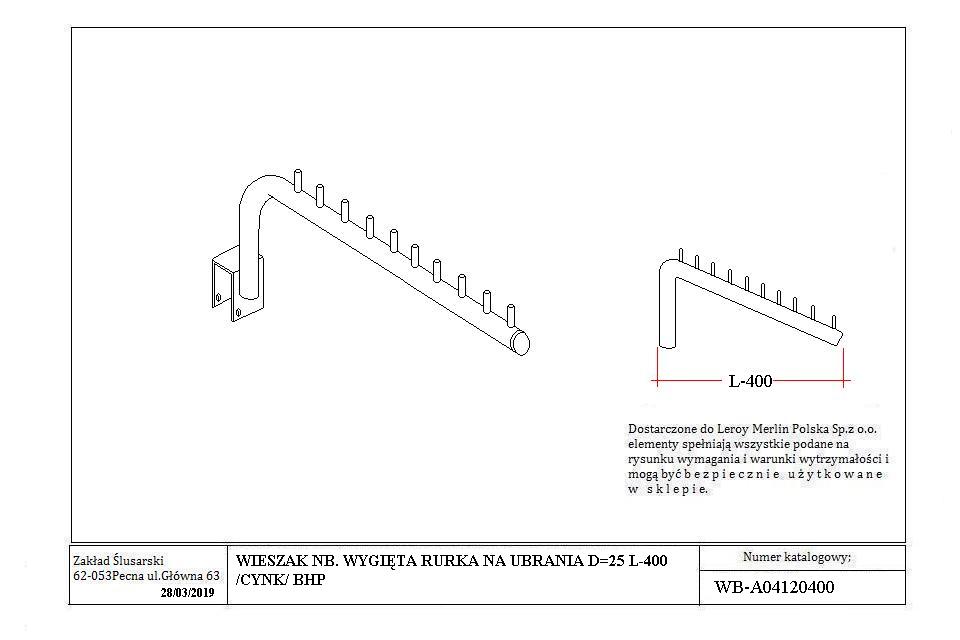 L-400
Dostarczone do Leroy Merlin Polska Sp.z o.o.
elementy spełniają wszystkie podane na
rysunku wymagania i warunki wytrzymałości i
mogą być b e z p i e c z n i e u ż y t k o w a n e
w s k l e p i e.
Zakład Ślusarski
62-053Pecna ul.Główna 63
28/03/2019
WIESZAK NB. WYGIĘTA RURKA NA UBRANIA D=25 L-400
/CYNK/ BHP
Numer katalogowy;
WB-A04120400